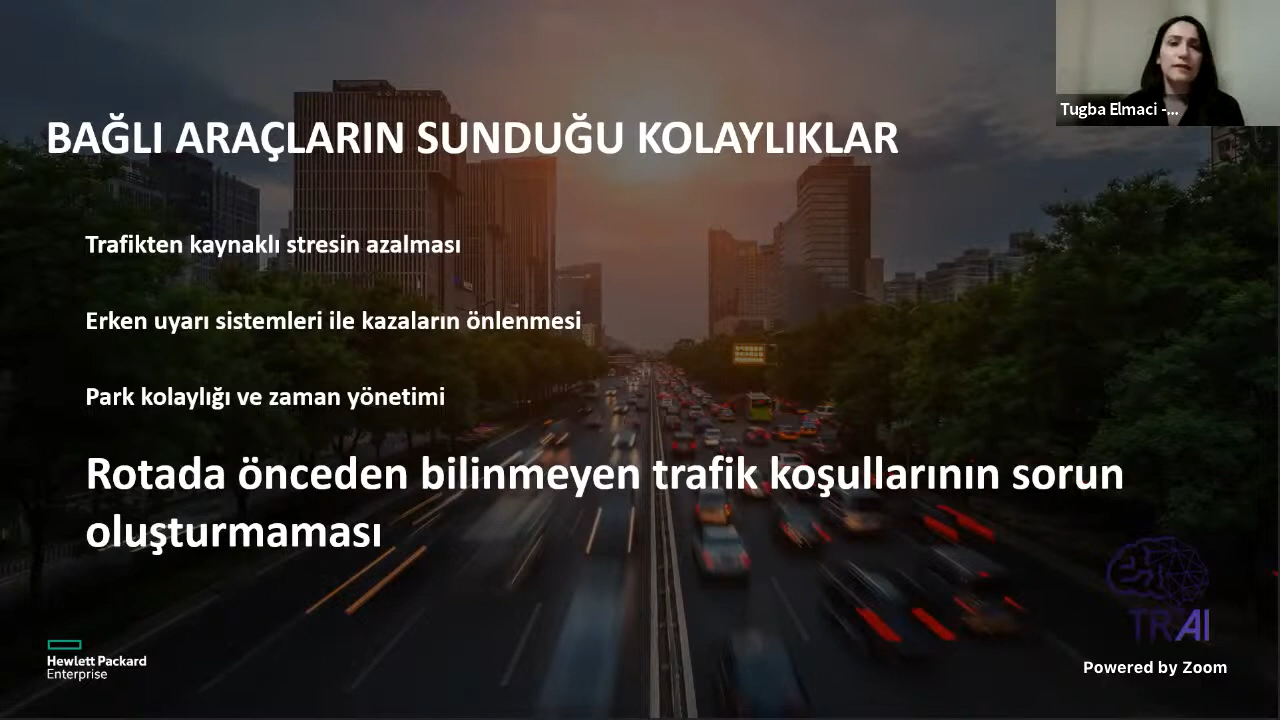 Tugba Elmaci -...
BAĞLI ARAÇLARIN SUNDUĞU KOLAYLIKLAR
Trafikten kaynaklı stresin azalması
Erken uyarı sistemleri ile kazaların önlenmesi
Park kolaylığı ve zaman yönetimi
Rotada önceden bilinmeyen trafik koşullarının sorun
oluşturmaması
TRAI
Hewlett Packard
Enterprise
Powered by Zoom